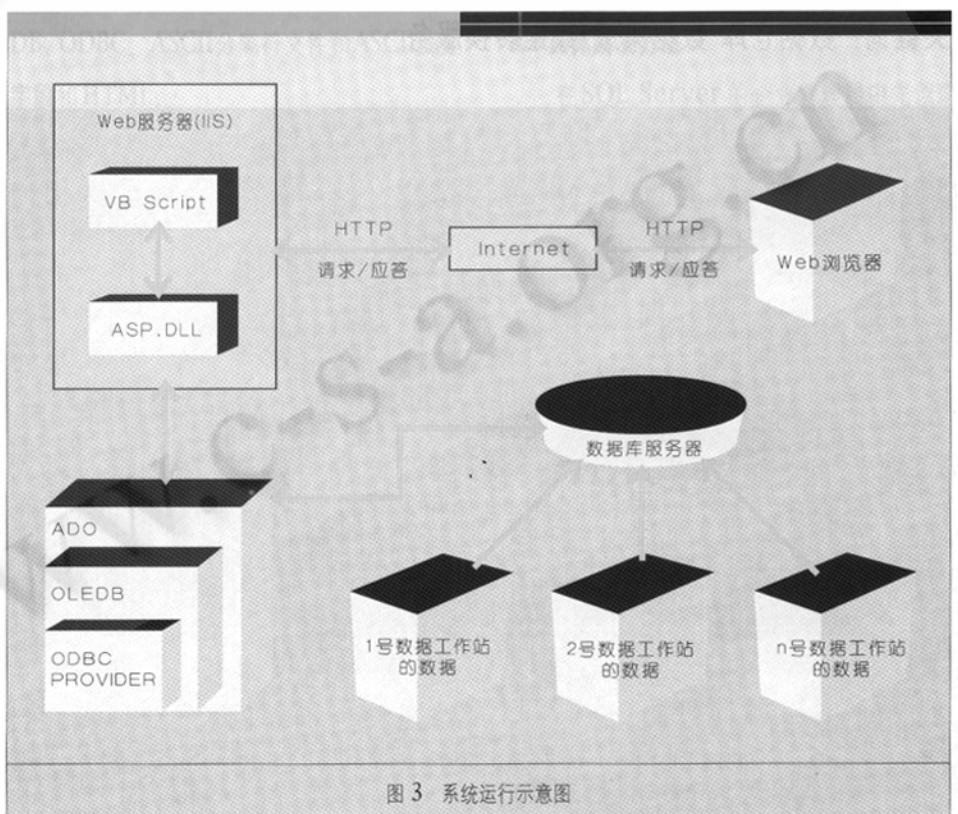 Web服务器(IIS)
VB Script
ASP.DLL
HTTP
请求/应答
Internet
HTTP
请求/应答
Web浏览器
数据库服务器
ADO
OLEDB
ODBC
PROVIDER
1号数据工作站
的数据
2号数据工作站
的数据
n号数据工作站
的数据
图 3 系统运行示意图
www.c-s-a.org.cn